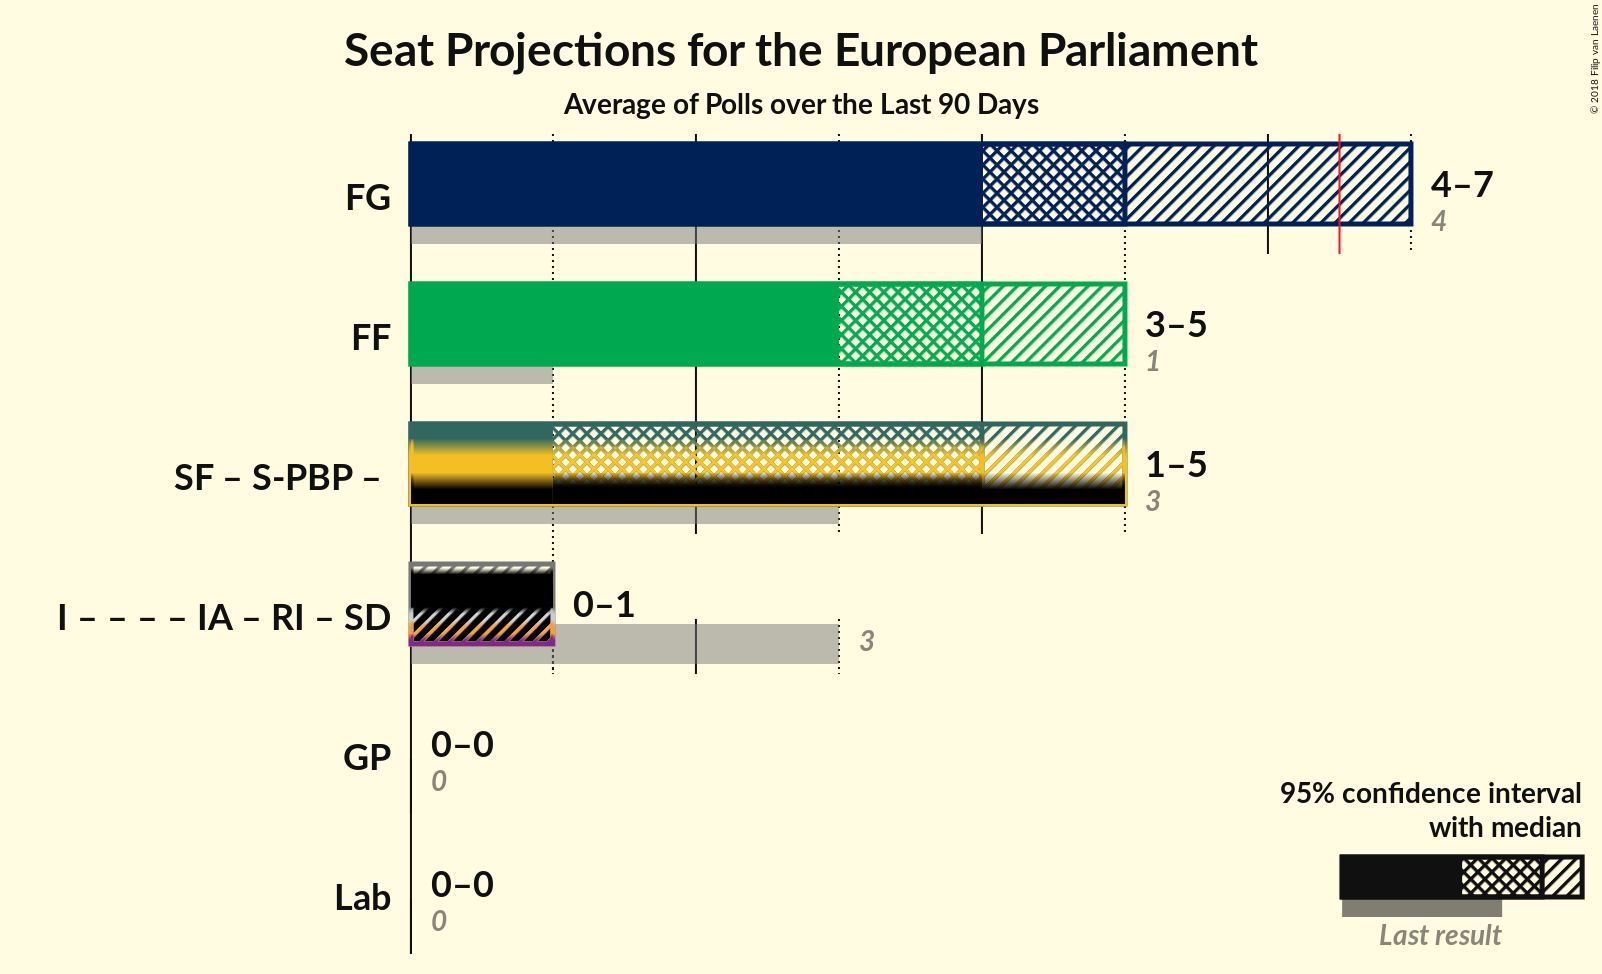 Seat Projections for the European Parliament
Average of Polls over the Last 90 Days
© 2018 Filip van Laenen
FG
4–7
4
FF
3–5
1
SF – S-PBP –
1–5
3
I – – – – IA – RI – SD
0–1
3
GP
0–0
0
Lab
0–0
0
95% confidence interval
with median
Last result